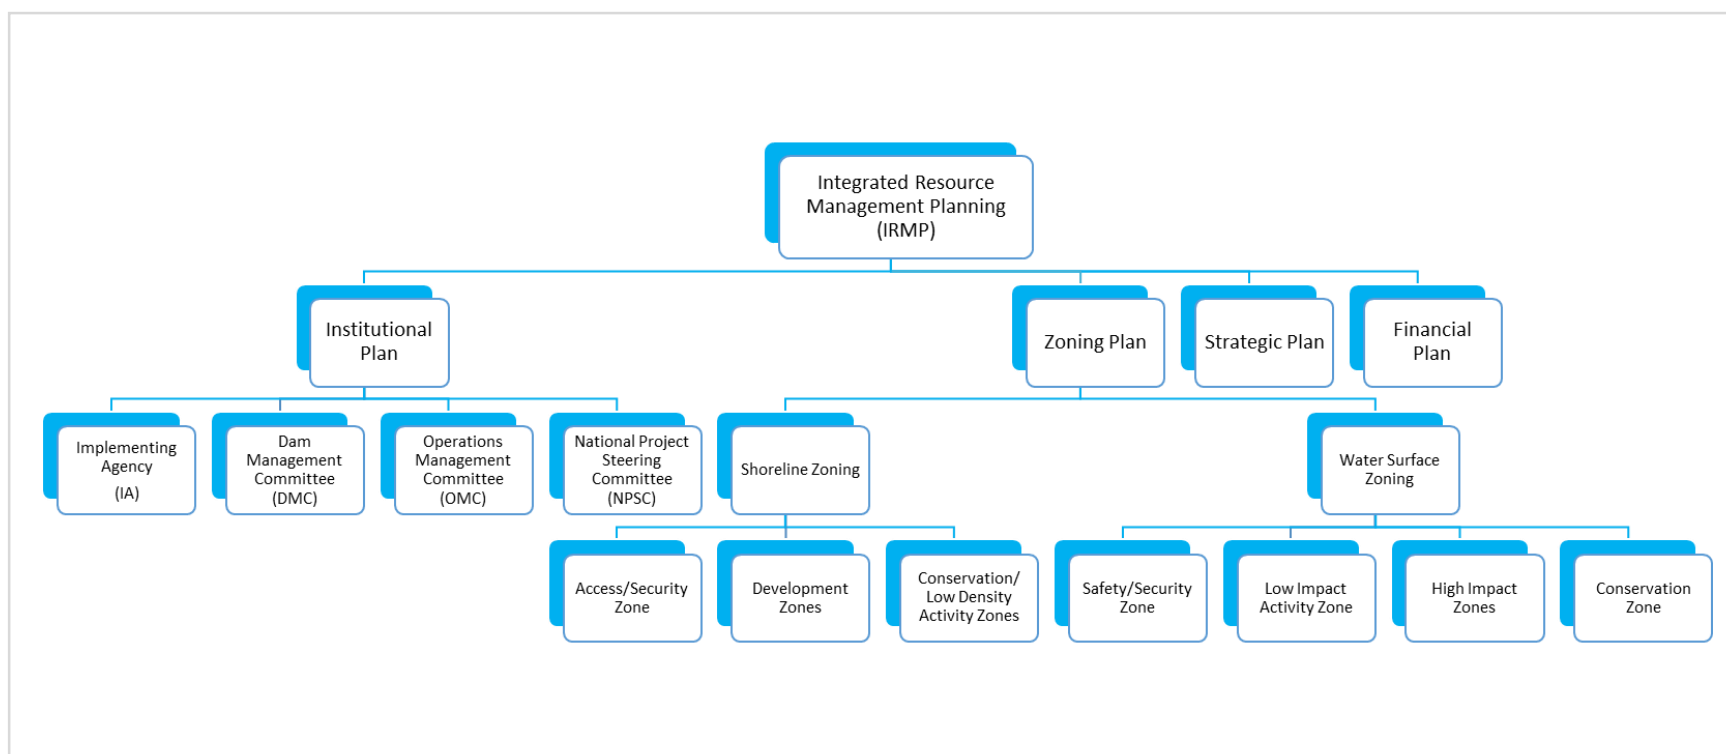 Integrated Resource
Management Planning
(IRMP)
Institutional
Plan
Zoning Plan
Strategic Plan
Financial
Plan
Implementing
Agency
(IA)
Dam
Management
Committee
(DMC)
Operations
Management
Committee
(OMC)
National Project
Steering
Committee
(NPSC)
Shoreline Zoning
Water Surface
Zoning
Access/Security
Zone
Development
Zones
Conservation/
Low Density
Activity Zones
Safety/Security
Zone
Low Impact
Activity Zone
High Impact
Zones
Conservation
Zone